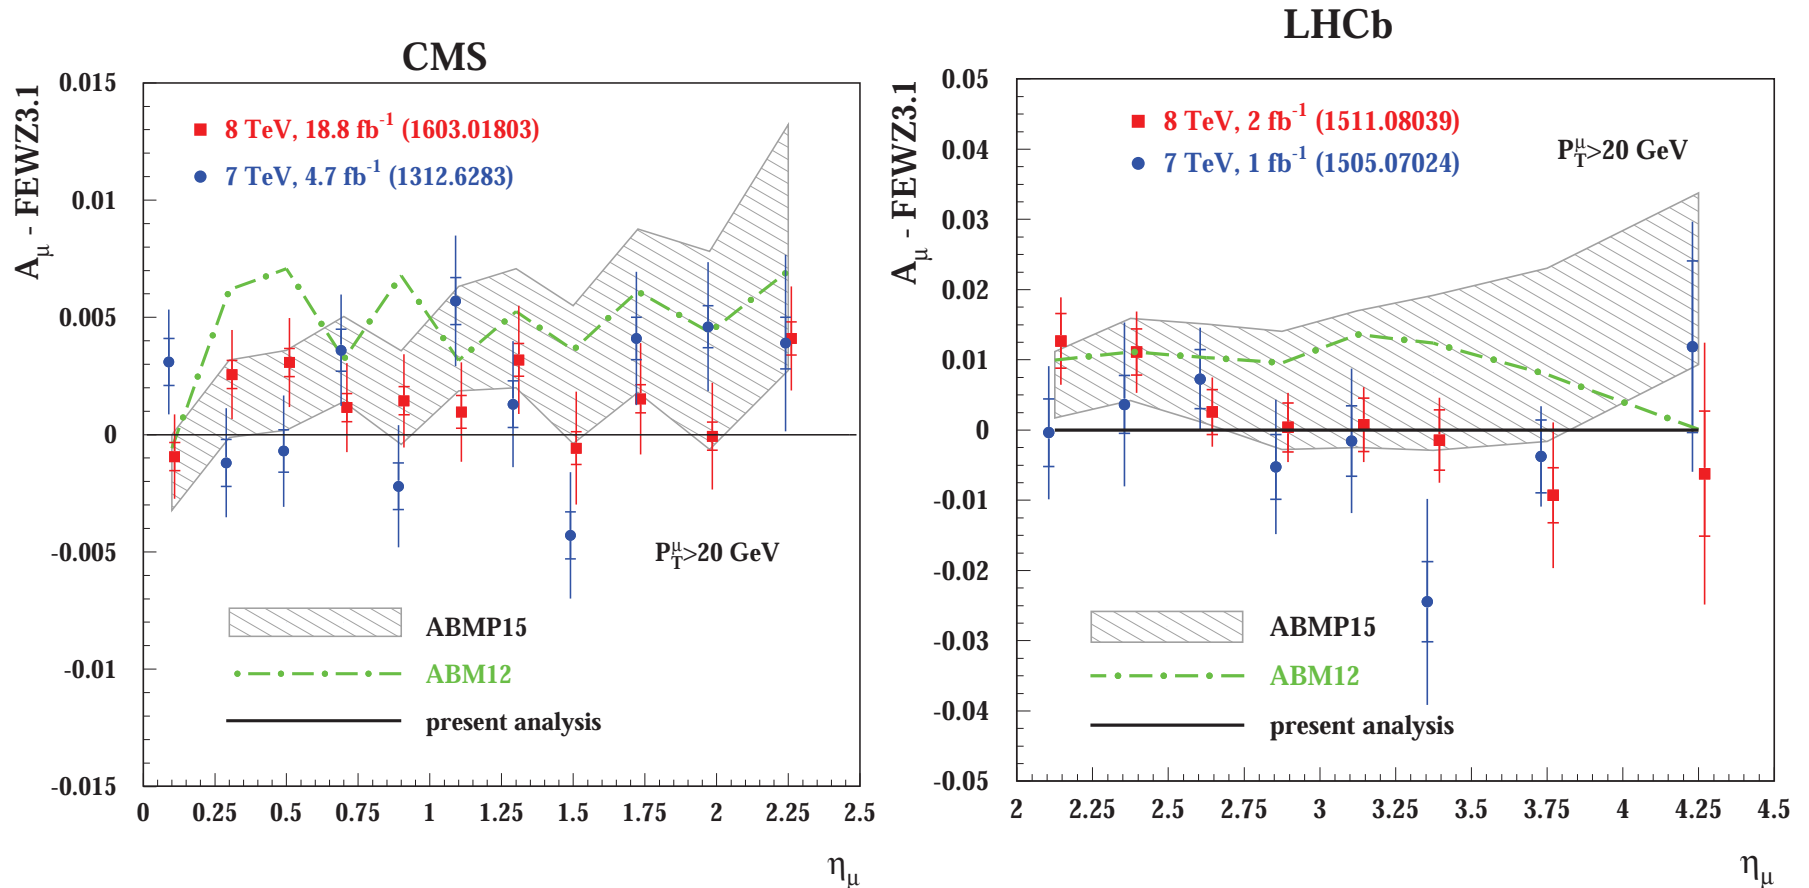 CMS
A_μ - FEWZ3.1
0.015
0.01
0.005
0
-0.005
-0.01
-0.015
8 TeV, 18.8 fb⁻¹ (1603.01803)
7 TeV, 4.7 fb⁻¹ (1312.6283)
P_T^μ>20 GeV
ABMP15
ABM12
present analysis
0 0.25 0.5 0.75 1 1.25 1.5 1.75 2 2.25 2.5
η_μ
LHCb
A_μ - FEWZ3.1
0.05
0.04
0.03
0.02
0.01
0
-0.01
-0.02
-0.03
-0.04
-0.05
8 TeV, 2 fb⁻¹ (1511.08039)
7 TeV, 1 fb⁻¹ (1505.07024)
P_T^μ>20 GeV
ABMP15
ABM12
present analysis
2 2.25 2.5 2.75 3 3.25 3.5 3.75 4 4.25 4.5
η_μ